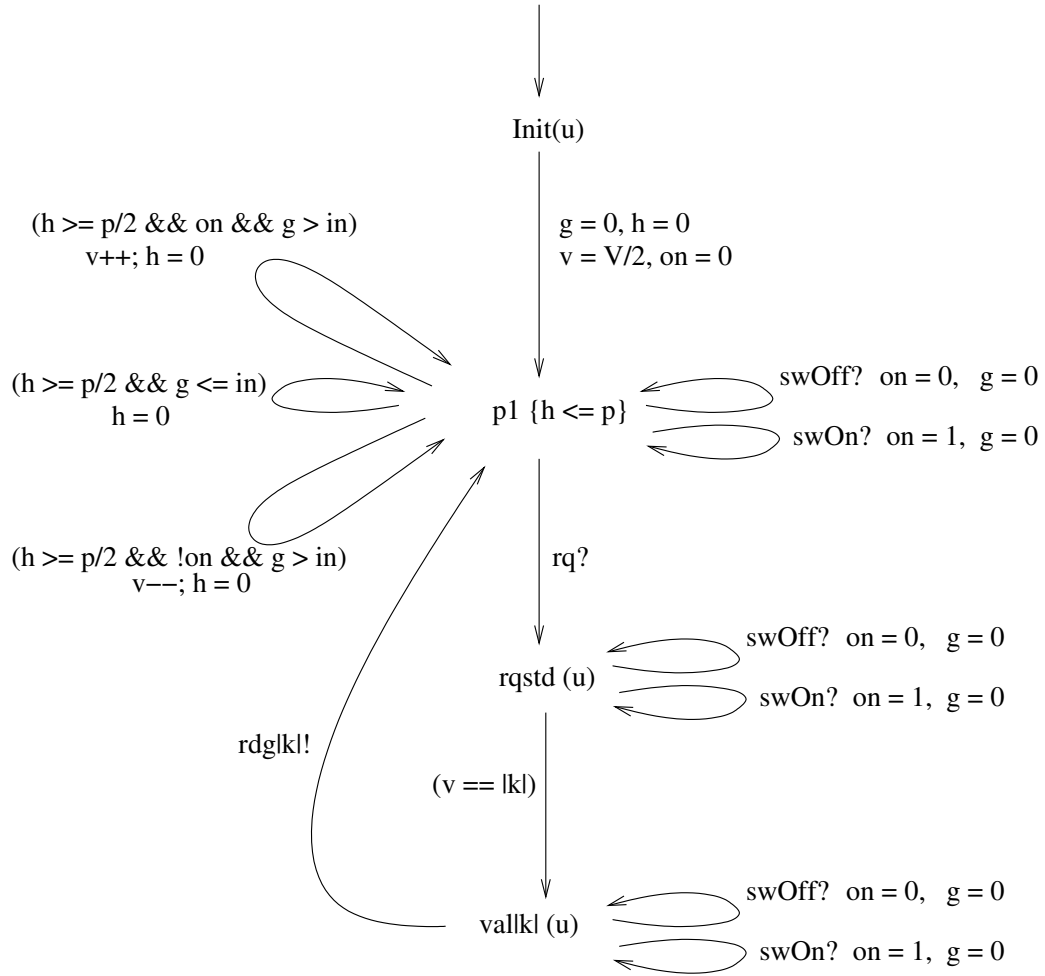 Init(u)
(h >= p/2 && on && g > in)
v++; h = 0
g = 0, h = 0
v = V/2, on = 0
(h >= p/2 && g <= in)
h = 0
p1 {h <= p}
swOff? on = 0, g = 0
swOn? on = 1, g = 0
(h >= p/2 && !on && g > in)
v−−; h = 0
rq?
rqstd (u)
swOff? on = 0, g = 0
swOn? on = 1, g = 0
rdg|k|!
(v == |k|)
val|k| (u)
swOff? on = 0, g = 0
swOn? on = 1, g = 0